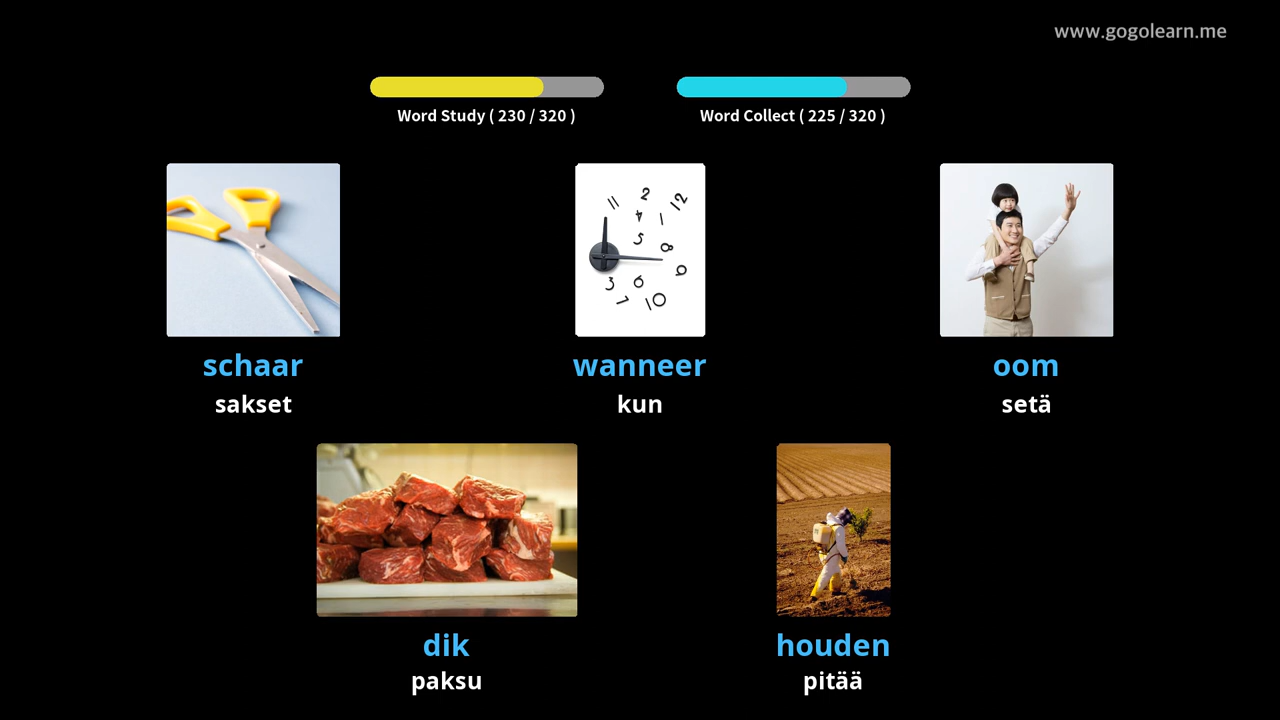 www.gogolearn.me
Word Study ( 230 / 320 )
Word Collect ( 225 / 320 )
schaar
sakset
wanneer
kun
oom
setä
dik
paksu
houden
pitää